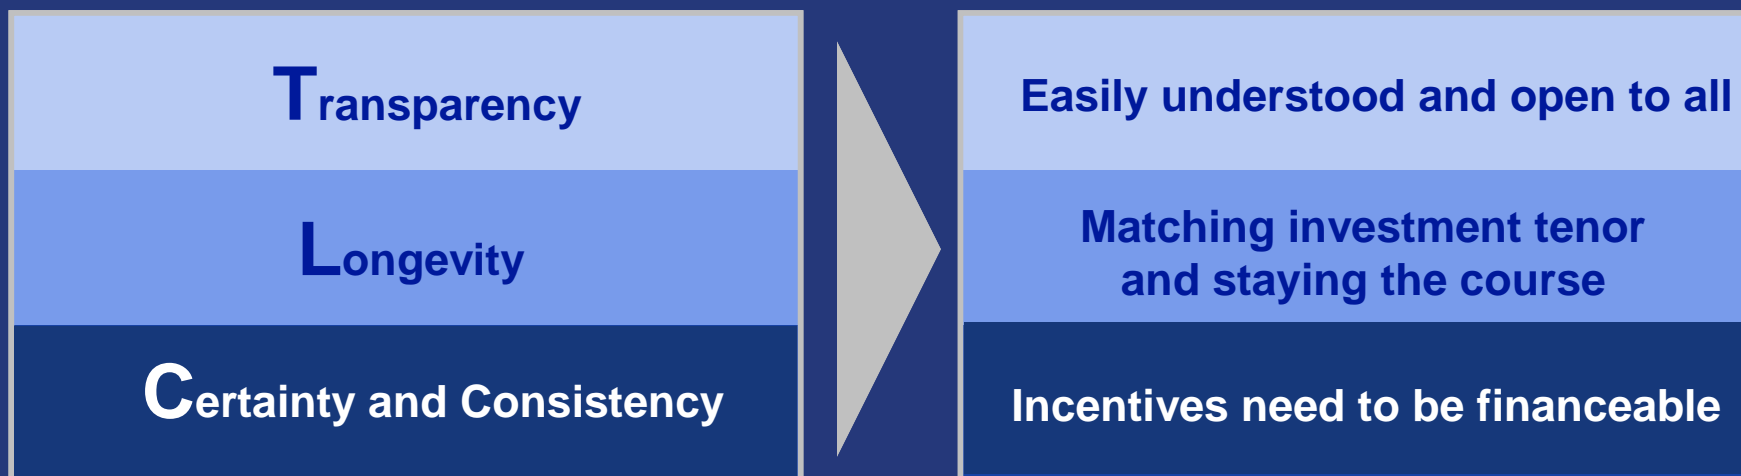 Transparency
Easily understood and open to all
Longevity
Matching investment tenor
and staying the course
Certainty and Consistency
Incentives need to be financeable